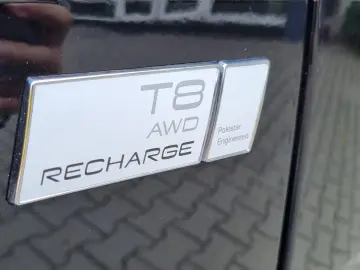 T8
AWD
RECHARGE
Polestar
Engineered